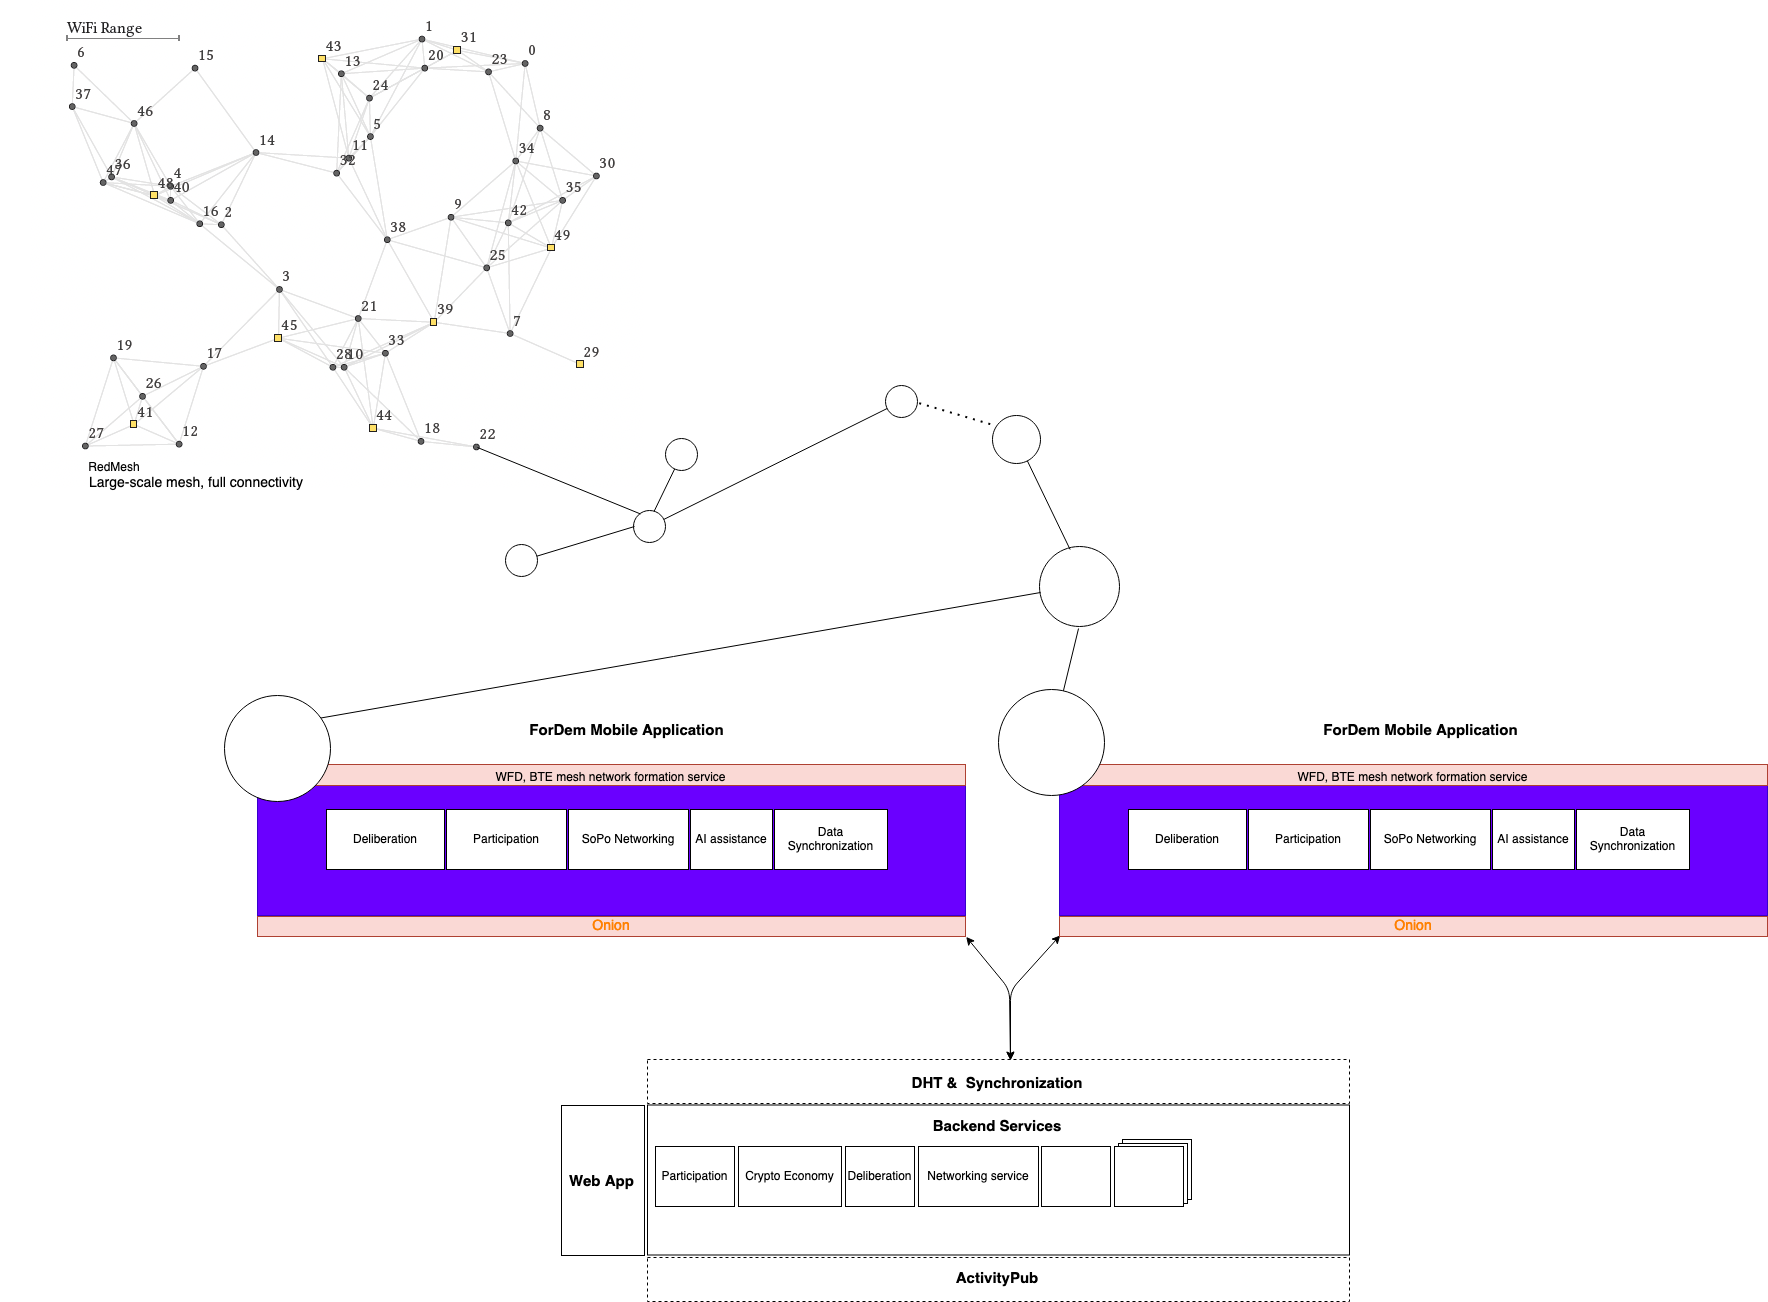 WiFi Range
1
31
0
43
20
23
13
6
15
24
37
46
8
5
14
11
32
34
30
36
47
4
48
40
35
16
2
9
42
38
49
25
3
21
39
45
7
33
28
10
29
19
17
26
41
44
27
12
18
22
RedMesh
Large-scale mesh, full connectivity
ForDem Mobile Application
WFD, BTE mesh network formation service
Deliberation
Participation
SoPo Networking
AI assistance
Data
Synchronization
Onion
ForDem Mobile Application
WFD, BTE mesh network formation service
Deliberation
Participation
SoPo Networking
AI assistance
Data
Synchronization
Onion
DHT &  Synchronization
Backend Services
Web App
Participation
Crypto Economy
Deliberation
Networking service
ActivityPub